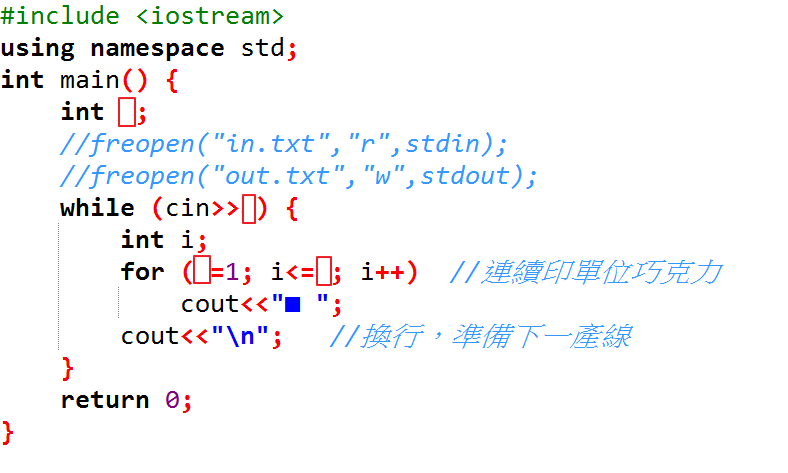 #include <iostream>
using namespace std;
int main() {
int ▯;
//freopen("in.txt","r",stdin);
//freopen("out.txt","w",stdout);
while (cin>>▯) {
int i;
for (▯=1; i<=▯; i++) //連續印單位巧克力
cout<<"■ ";
cout<<"\n"; //換行，準備下一產線
}
return 0;
}